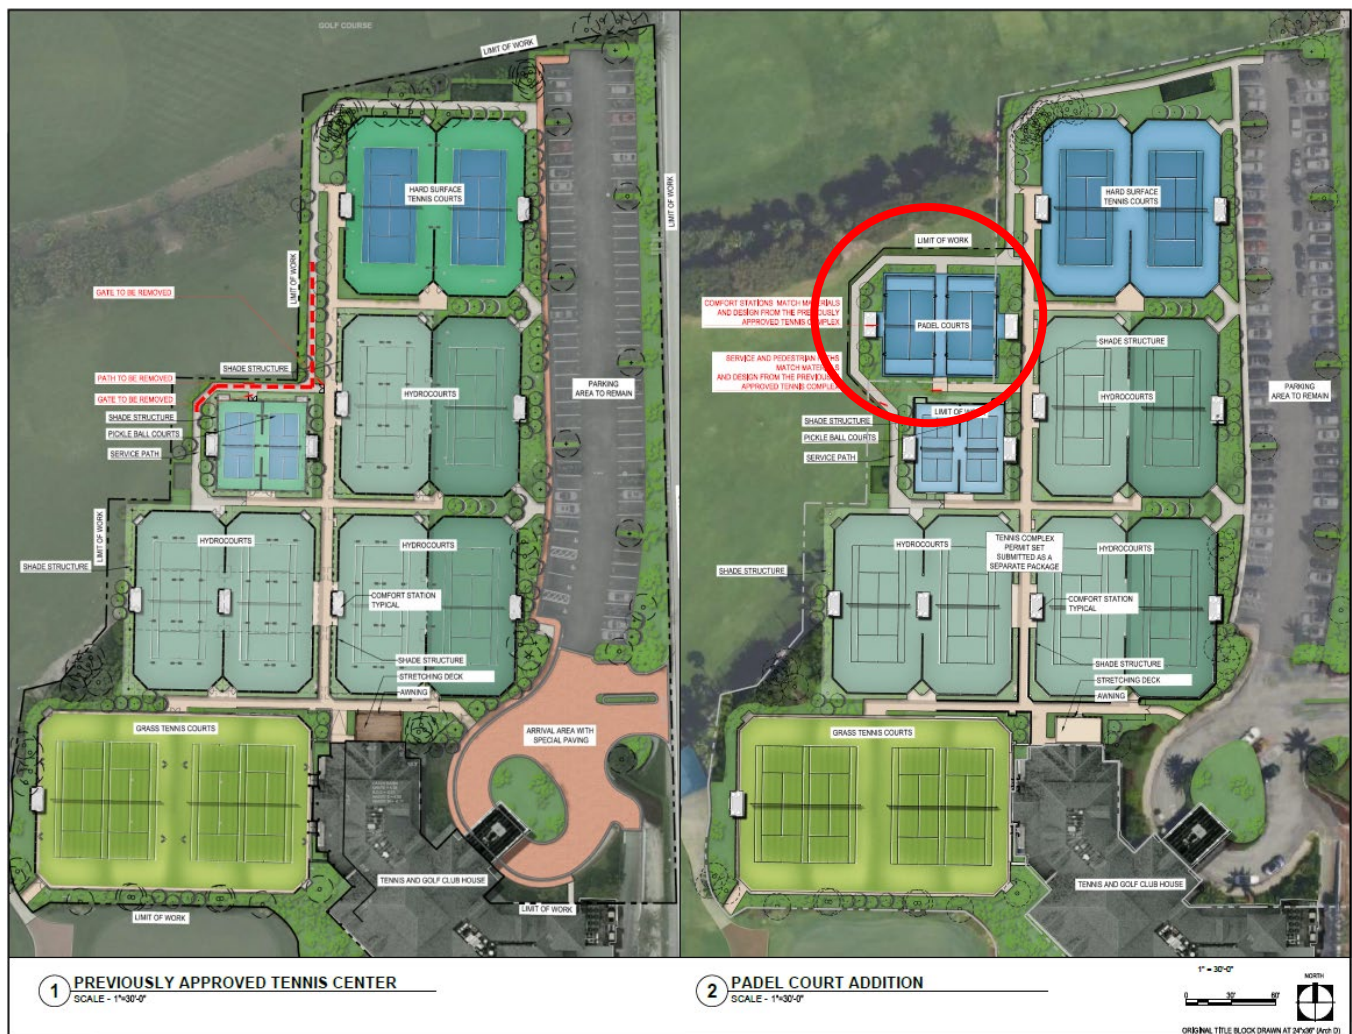 GOLF COURSE
LIMIT OF WORK
HARD SURFACE
TENNIS COURTS
LIMIT OF WORK
LIMIT OF WORK
GATE TO BE REMOVED
SHADE STRUCTURE
PATH TO BE REMOVED
GATE TO BE REMOVED
SHADE STRUCTURE
PICKLE BALL COURTS
SERVICE PATH
HYDROCOURTS
PARKING
AREA TO REMAIN
LIMIT OF WORK
SHADE STRUCTURE
HYDROCOURTS
HYDROCOURTS
COMFORT STATION
TYPICAL
SHADE STRUCTURE
STRETCHING DECK
AWNING
GRASS TENNIS COURTS
ARRIVAL AREA WITH
SPECIAL PAVING
TENNIS AND GOLF CLUB HOUSE
LIMIT OF WORK
LIMIT OF WORK
1 PREVIOUSLY APPROVED TENNIS CENTER
SCALE - 1"=30'-0"
HARD SURFACE
TENNIS COURTS
LIMIT OF WORK
COMFORT STATIONS MATCH MATERIALS
AND DESIGN FROM THE PREVIOUSLY
APPROVED TENNIS COMPLEX
PADEL COURTS
SERVICE AND PEDESTRIAN PATHS
MATCH MATERIALS
AND DESIGN FROM THE PREVIOUSLY
APPROVED TENNIS COMPLEX
SHADE STRUCTURE
HYDROCOURTS
PARKING
AREA TO REMAIN
LIMIT OF WORK
SHADE STRUCTURE
PICKLE BALL COURTS
SERVICE PATH
HYDROCOURTS
TENNIS COMPLEX
PERMIT SET
SUBMITTED AS A
SEPARATE PACKAGE
HYDROCOURTS
SHADE STRUCTURE
COMFORT STATION
TYPICAL
SHADE STRUCTURE
STRETCHING DECK
AWNING
GRASS TENNIS COURTS
TENNIS AND GOLF CLUB HOUSE
2 PADEL COURT ADDITION
SCALE - 1"=30'-0"
1" = 30'-0"
0 30' 60'
NORTH
ORIGINAL TITLE BLOCK DRAWN AT 24"x36" (Arch D)